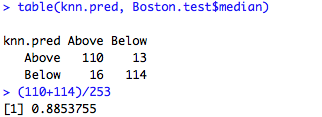 > table(knn.pred, Boston.test$median)
knn.pred Above Below
Above 110 13
Below 16 114
> (110+114)/253
[1] 0.8853755